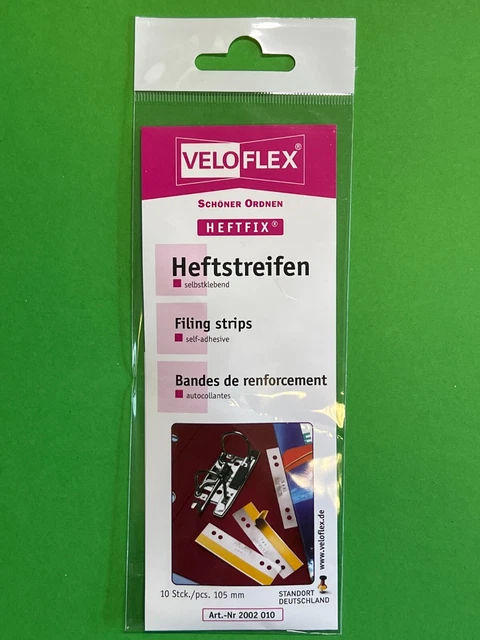 VELOFLEX®
SCHÖNER ORDNEN
HEFTFIX®
Heftstreifen
selbstklebend
Filing strips
self-adhesive
Bandes de renforcement
autocollantes
www.veloflex.de
10 Stck./pcs. 105 mm
STANDORT
DEUTSCHLAND
Art.-Nr 2002 010